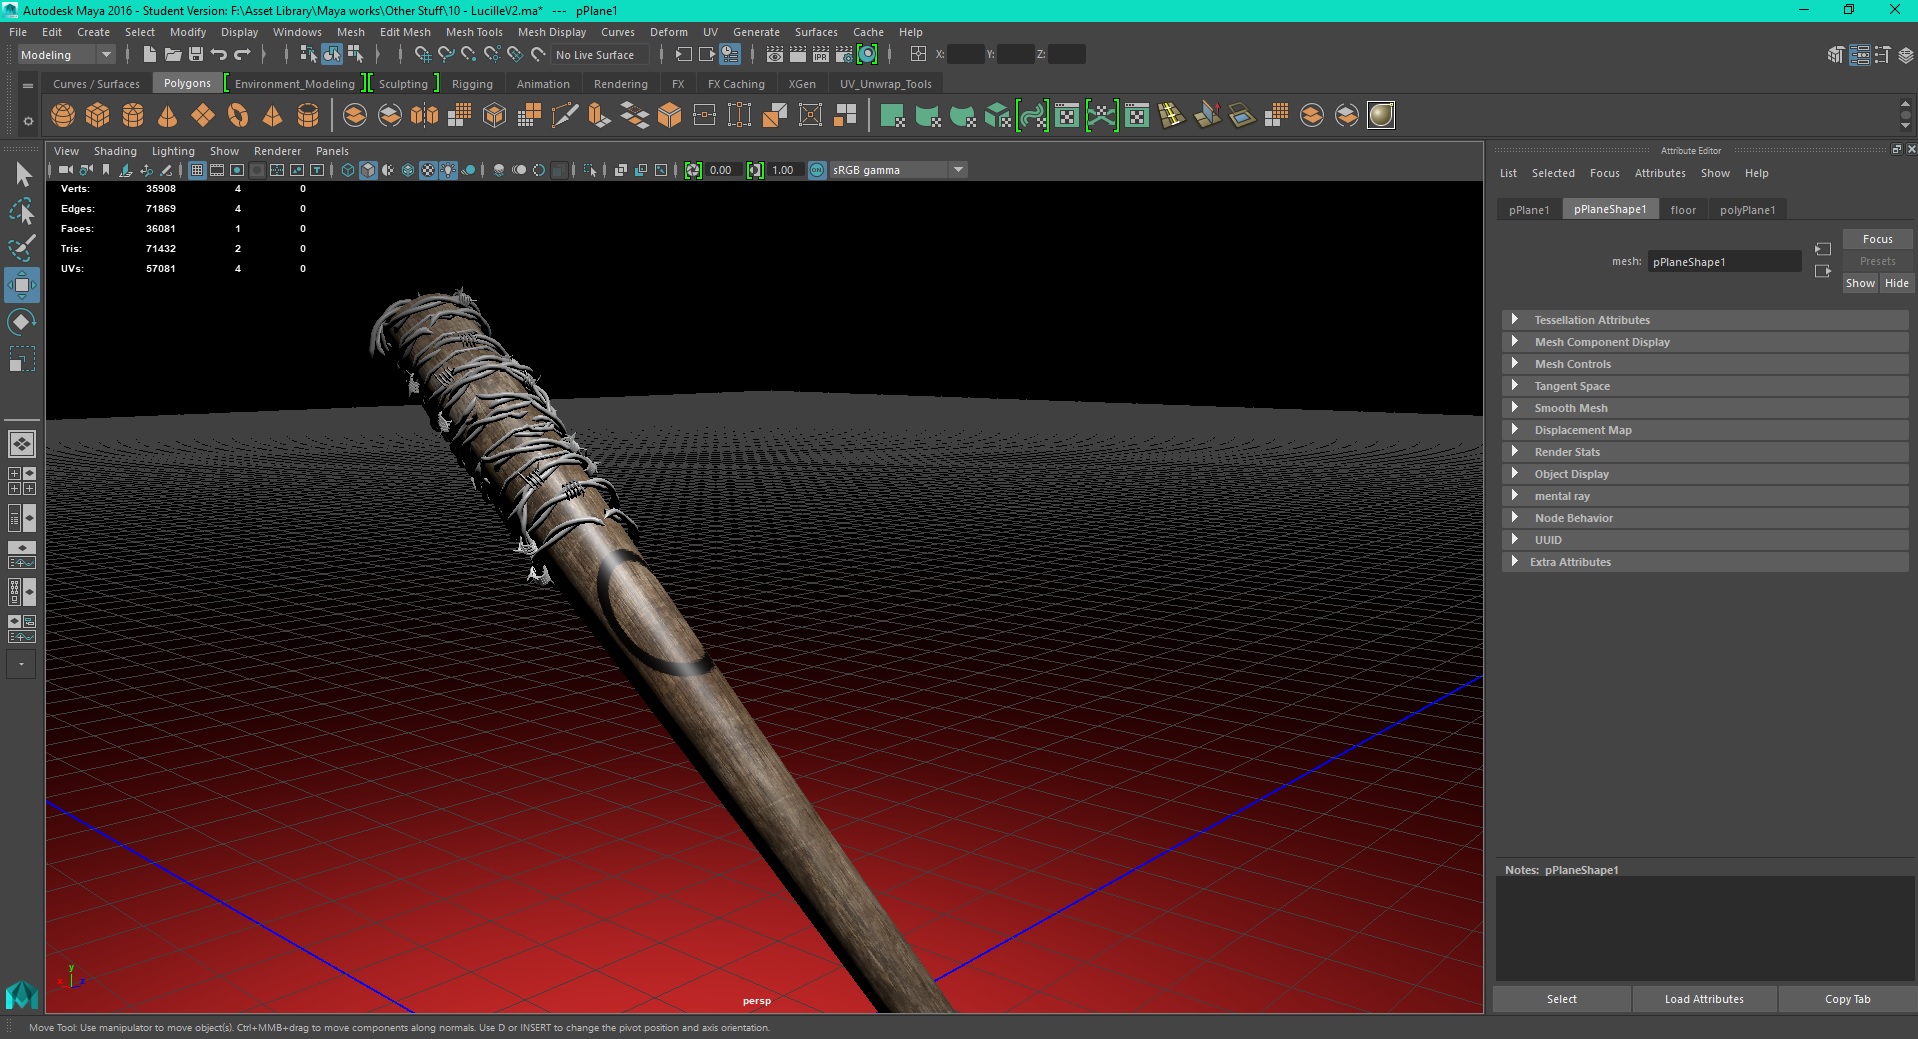 Autodesk Maya 2016 - Student Version: F:\Asset Library\Maya works\Other Stuff\10 - LucilleV2.ma*   ---   pPlane1
File Edit Create Select Modify Display Windows Mesh Edit Mesh Mesh Tools Mesh Display Curves Deform UV Generate Surfaces Cache Help
Modeling No Live Surface IPR X: Y: Z:
Curves / Surfaces Polygons Environment_Modeling Sculpting Rigging Animation Rendering FX FX Caching XGen UV_Unwrap_Tools
View Shading Lighting Show Renderer Panels
0.00 1.00 ON sRGB gamma
Verts: 35908 4 0
Edges: 71869 4 0
Faces: 36081 1 0
Tris: 71432 2 0
UVs: 57081 4 0
y
x z
persp
Attribute Editor
List Selected Focus Attributes Show Help
pPlane1 pPlaneShape1 floor polyPlane1
Focus
mesh: pPlaneShape1
Presets
Show Hide
Tessellation Attributes
Mesh Component Display
Mesh Controls
Tangent Space
Smooth Mesh
Displacement Map
Render Stats
Object Display
mental ray
Node Behavior
UUID
Extra Attributes
Notes: pPlaneShape1
Select Load Attributes Copy Tab
Move Tool: Use manipulator to move object(s). Ctrl+MMB+drag to move components along normals. Use D or INSERT to change the pivot position and axis orientation.